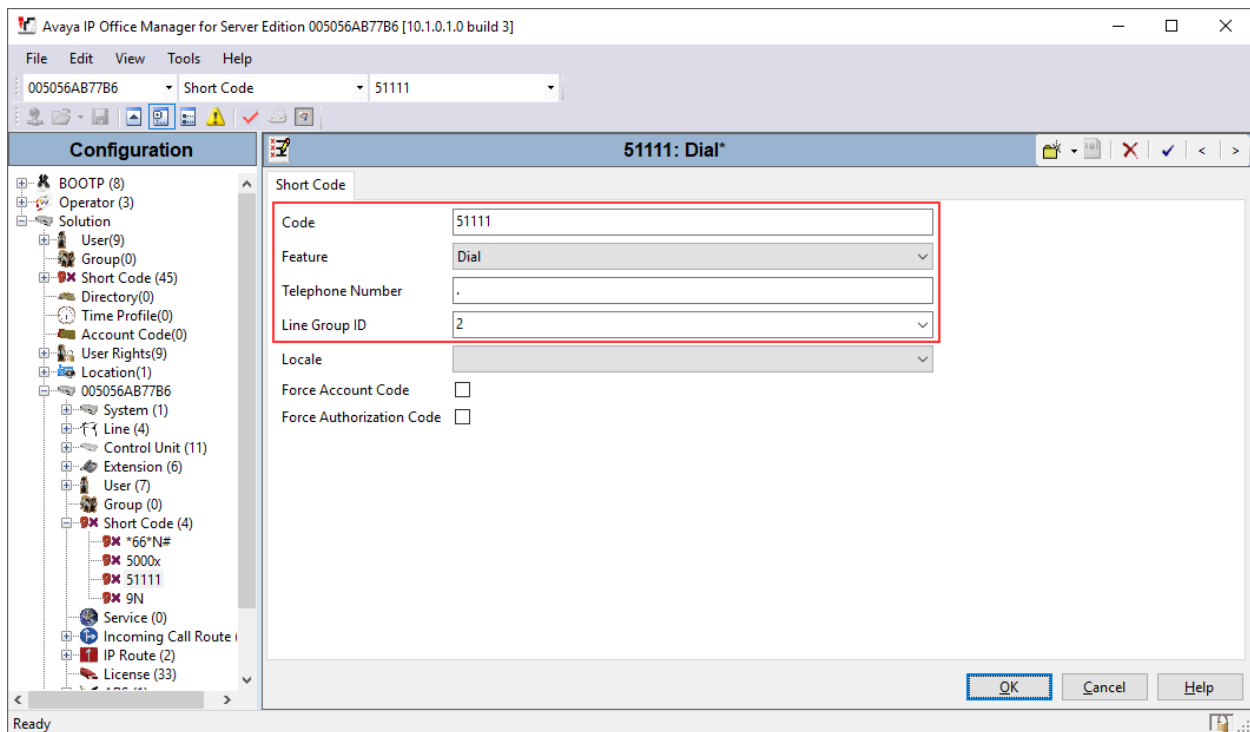 Avaya IP Office Manager for Server Edition 005056AB77B6 [10.1.0.1.0 build 3]
File Edit View Tools Help
005056AB77B6 Short Code 51111
Configuration
51111: Dial*
BOOTP (8)
Operator (3)
Solution
User(9)
Group(0)
Short Code (45)
Directory(0)
Time Profile(0)
Account Code(0)
User Rights(9)
Location(1)
005056AB77B6
System (1)
Line (4)
Control Unit (11)
Extension (6)
User (7)
Group (0)
Short Code (4)
*66*N#
5000x
51111
9N
Service (0)
Incoming Call Route
IP Route (2)
License (33)
Short Code
Code 51111
Feature Dial
Telephone Number .
Line Group ID 2
Locale
Force Account Code
Force Authorization Code
OK Cancel Help
Ready